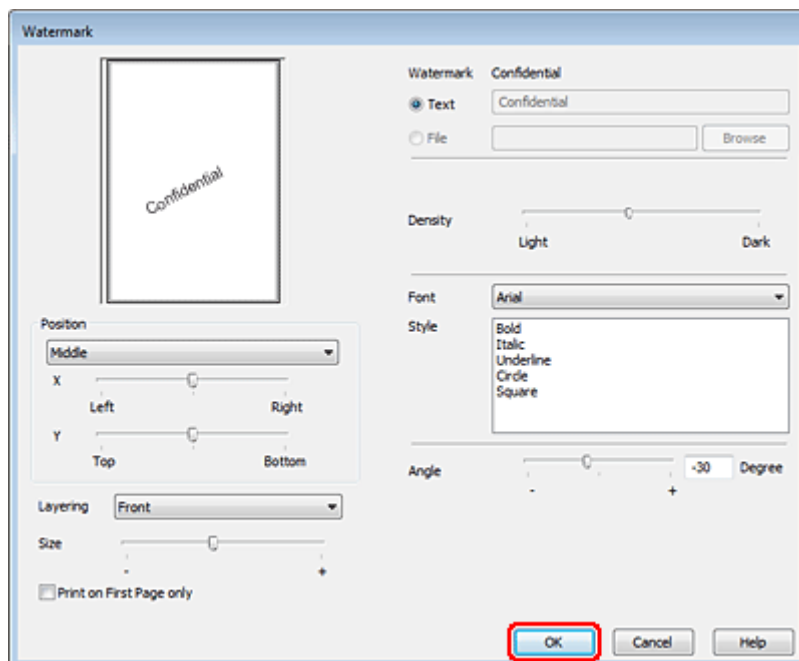 Watermark
Confidential
Watermark Confidential
Text Confidential
File Browse
Density
Light Dark
Font Arial
Style Bold
Italic
Underline
Circle
Square
Angle -30 Degree
- +
Position
Middle
X
Left Right
Y
Top Bottom
Layering Front
Size
- +
Print on First Page only
OK Cancel Help